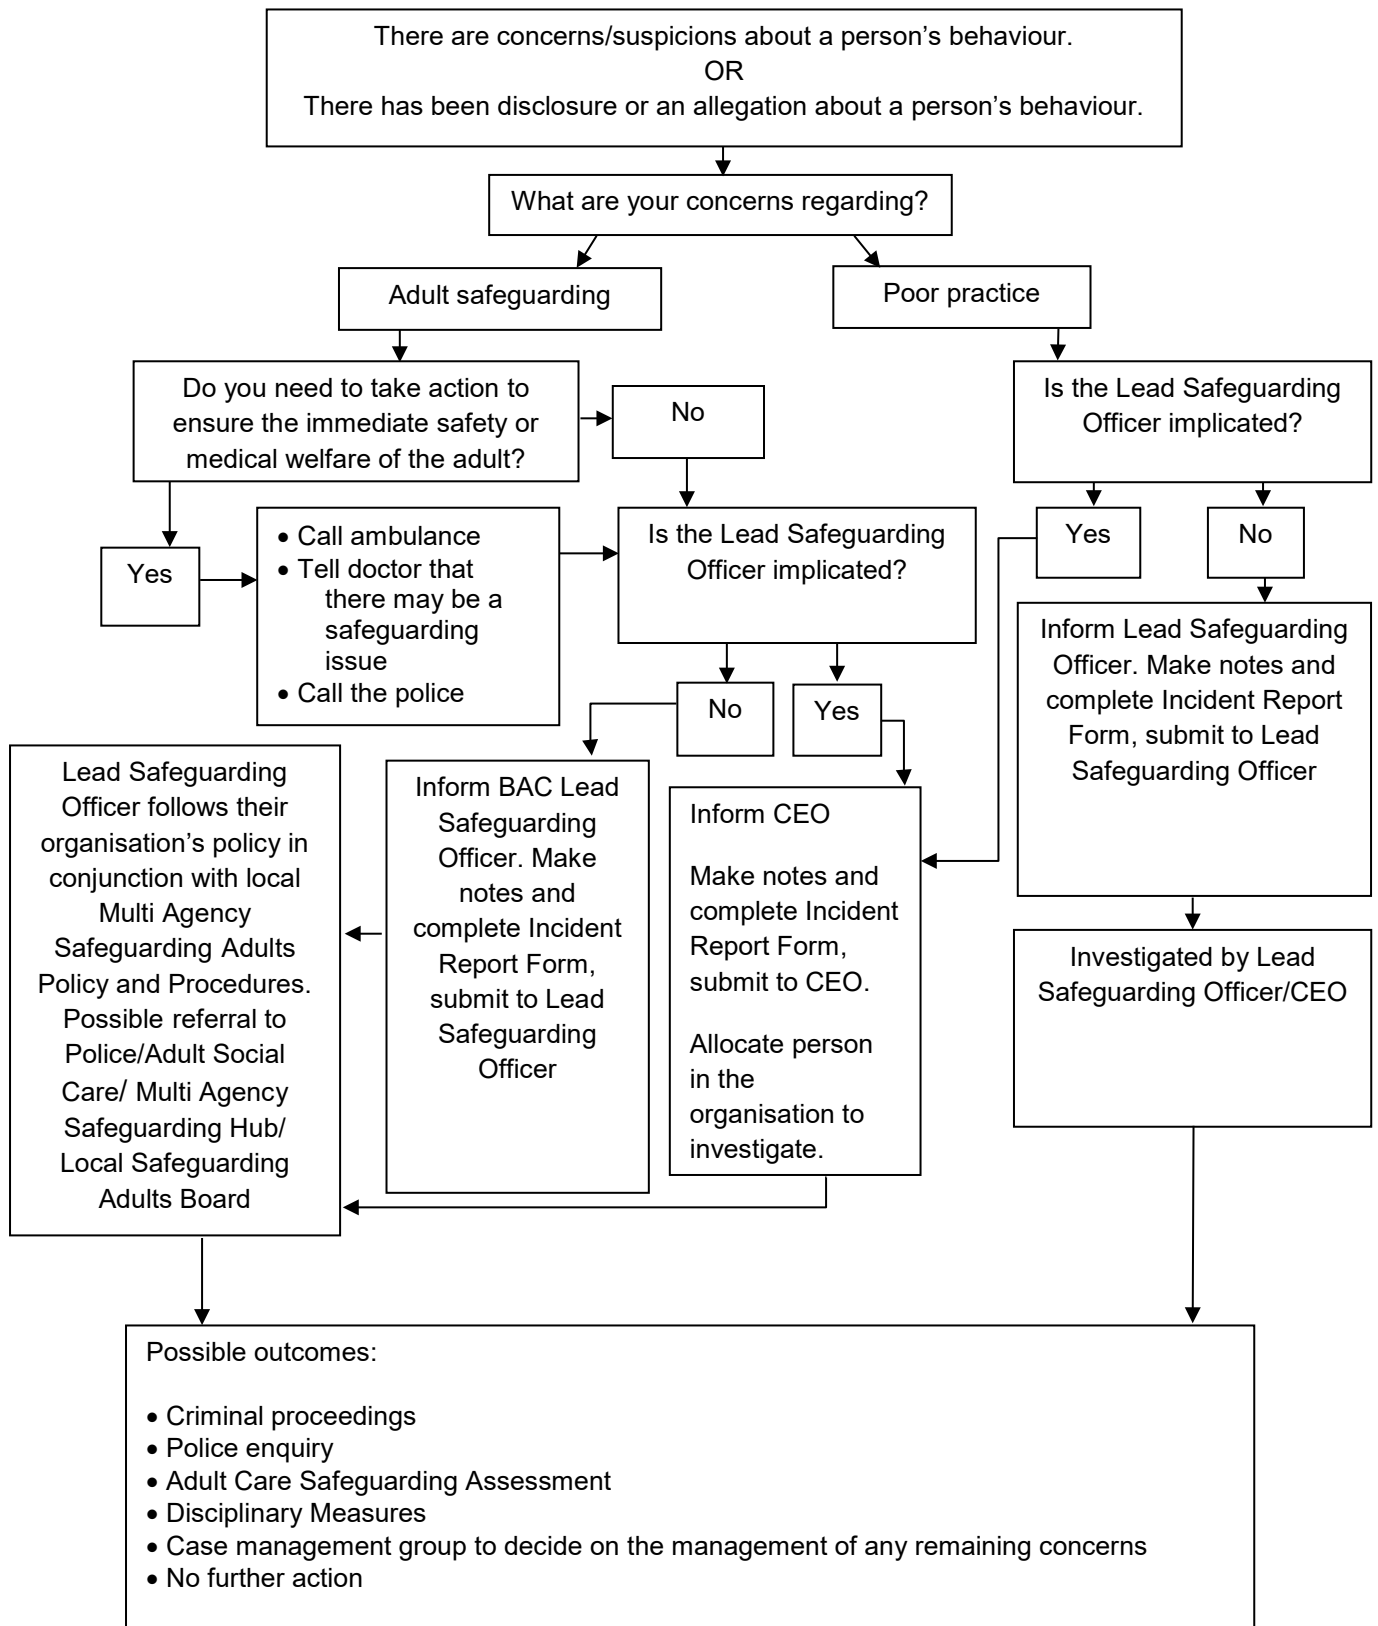 There are concerns/suspicions about a person’s behaviour.
OR
There has been disclosure or an allegation about a person’s behaviour.
What are your concerns regarding?
Adult safeguarding
Poor practice
Do you need to take action to
ensure the immediate safety or
medical welfare of the adult?
No
Is the Lead Safeguarding
Officer implicated?
Yes
• Call ambulance
• Tell doctor that
there may be a
safeguarding
issue
• Call the police
Is the Lead Safeguarding
Officer implicated?
Yes
No
No
Yes
Inform Lead Safeguarding
Officer. Make notes and
complete Incident Report
Form, submit to Lead
Safeguarding Officer
Lead Safeguarding
Officer follows their
organisation’s policy in
conjunction with local
Multi Agency
Safeguarding Adults
Policy and Procedures.
Possible referral to
Police/Adult Social
Care/ Multi Agency
Safeguarding Hub/
Local Safeguarding
Adults Board
Inform BAC Lead
Safeguarding
Officer. Make
notes and
complete Incident
Report Form,
submit to Lead
Safeguarding
Officer
Inform CEO
Make notes and
complete Incident
Report Form,
submit to CEO.
Allocate person
in the
organisation to
investigate.
Investigated by Lead
Safeguarding Officer/CEO
Possible outcomes:
• Criminal proceedings
• Police enquiry
• Adult Care Safeguarding Assessment
• Disciplinary Measures
• Case management group to decide on the management of any remaining concerns
• No further action